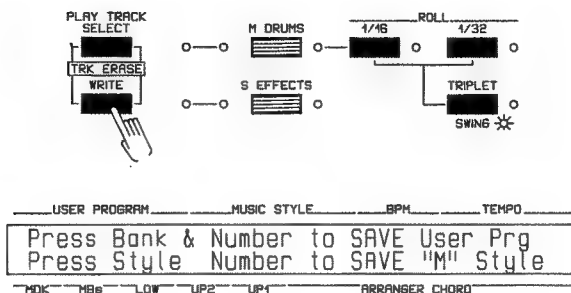 PLAY TRACK
SELECT
M DRUMS
ROLL
1/16
1/32
TRK ERASE
WRITE
S EFFECTS
TRIPLET
SWING
USER PROGRAM
MUSIC STYLE
BPM
TEMPO
Press Bank & Number to SAVE User Prg
Press Style Number to SAVE "M" Style
MDK
MBs
LOW
UP2
UP1
ARRANGER CHORD